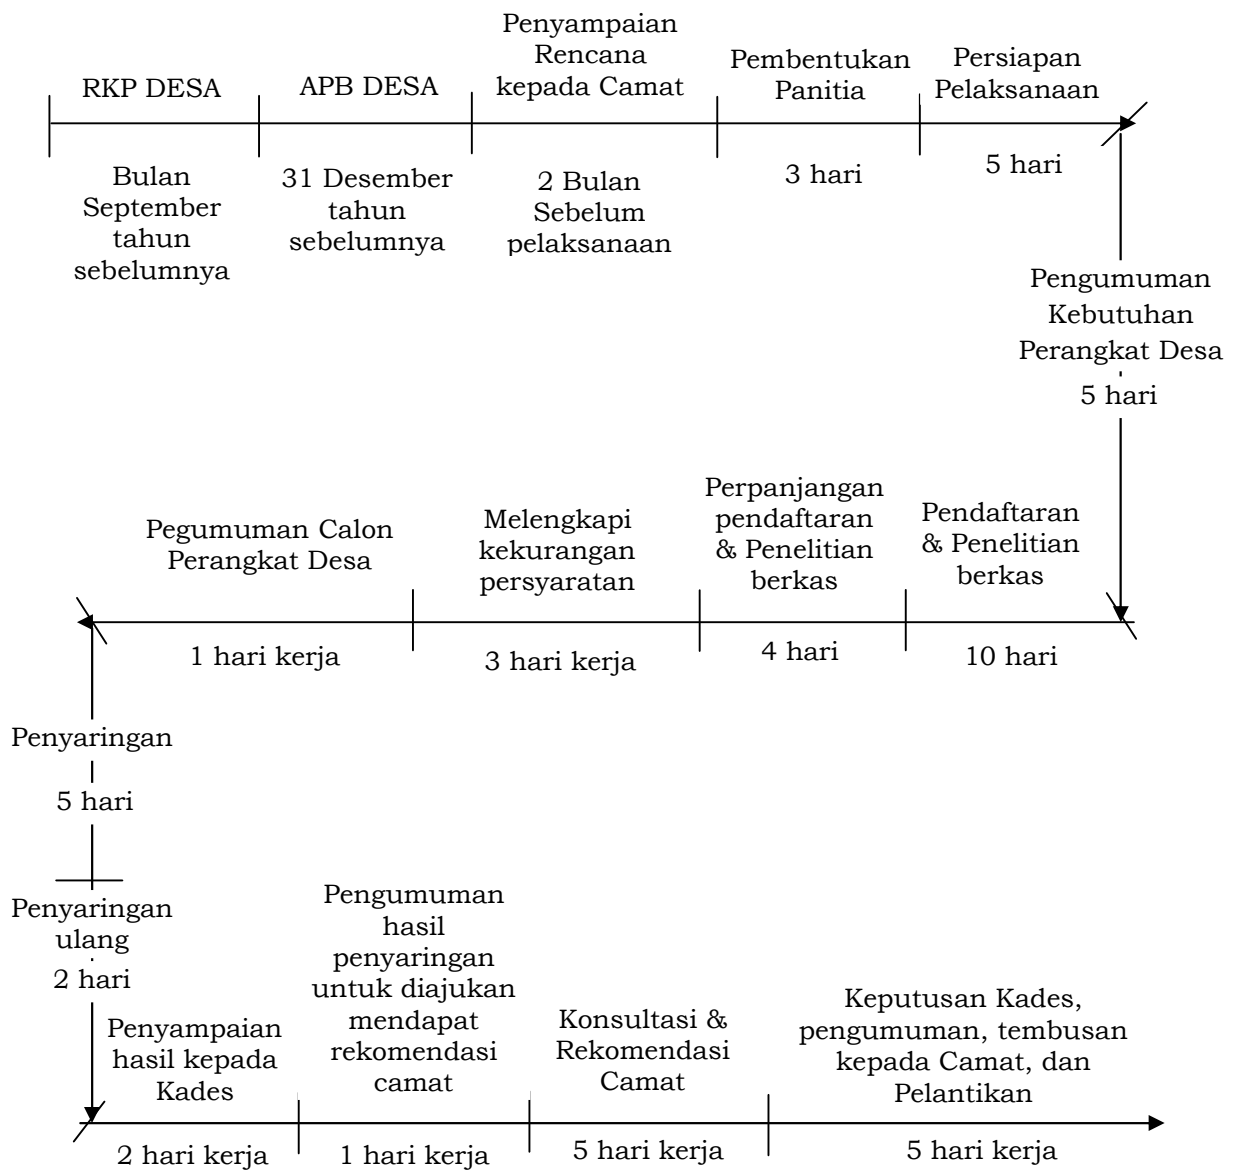 RKP DESA
Bulan
September
tahun
sebelumnya
APB DESA
31 Desember
tahun
sebelumnya
Penyampaian
Rencana
kepada Camat
2 Bulan
Sebelum
pelaksanaan
Pembentukan
Panitia
3 hari
Persiapan
Pelaksanaan
5 hari
Pengumuman
Kebutuhan
Perangkat Desa
5 hari
Pendaftaran
& Penelitian
berkas
10 hari
Perpanjangan
pendaftaran
& Penelitian
berkas
4 hari
Melengkapi
kekurangan
persyaratan
3 hari kerja
Pegumuman Calon
Perangkat Desa
1 hari kerja
Penyaringan
5 hari
Penyaringan
ulang
2 hari
Penyampaian
hasil kepada
Kades
2 hari kerja
Pengumuman
hasil
penyaringan
untuk diajukan
mendapat
rekomendasi
camat
1 hari kerja
Konsultasi &
Rekomendasi
Camat
5 hari kerja
Keputusan Kades,
pengumuman, tembusan
kepada Camat, dan
Pelantikan
5 hari kerja